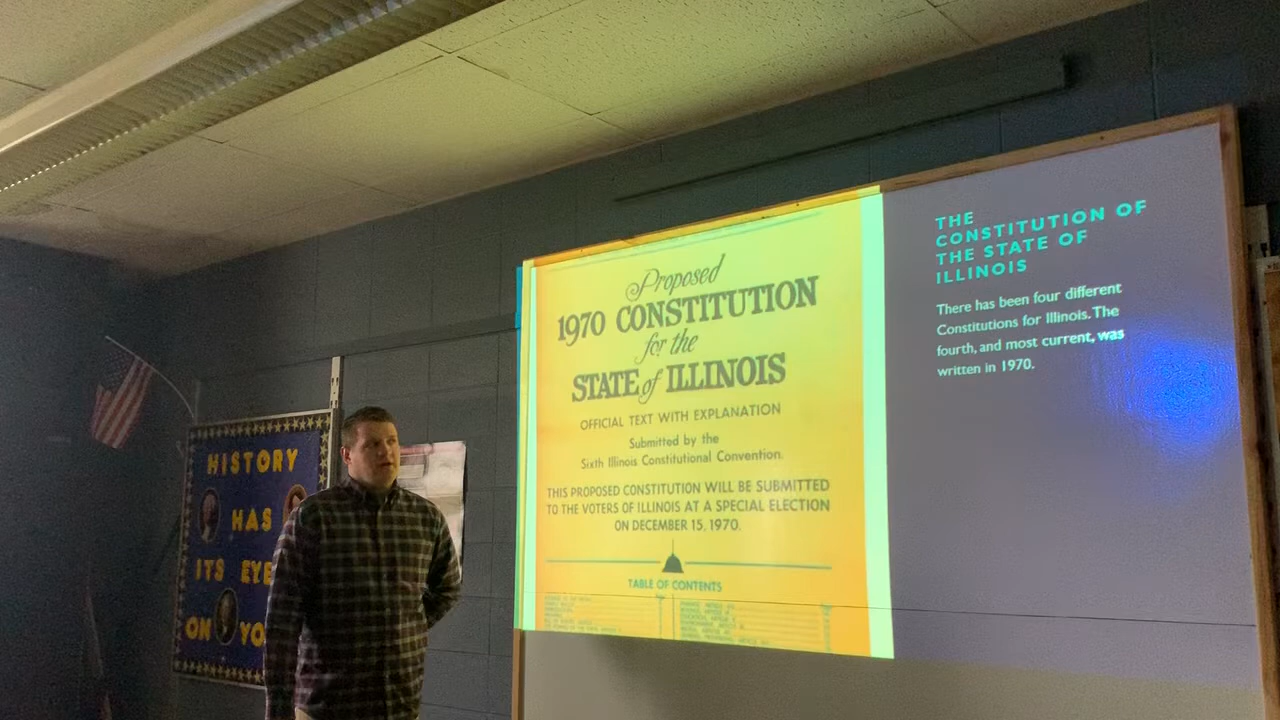 HISTORY
HAS
ITS EYE
ON YO
Proposed
1970 CONSTITUTION
for the
STATE of ILLINOIS
OFFICIAL TEXT WITH EXPLANATION
Submitted by the
Sixth Illinois Constitutional Convention.
THIS PROPOSED CONSTITUTION WILL BE SUBMITTED
TO THE VOTERS OF ILLINOIS AT A SPECIAL ELECTION
ON DECEMBER 15, 1970.
TABLE OF CONTENTS
THE
CONSTITUTION OF
THE STATE OF
ILLINOIS
There has been four different
Constitutions for Illinois. The
fourth, and most current, was
written in 1970.